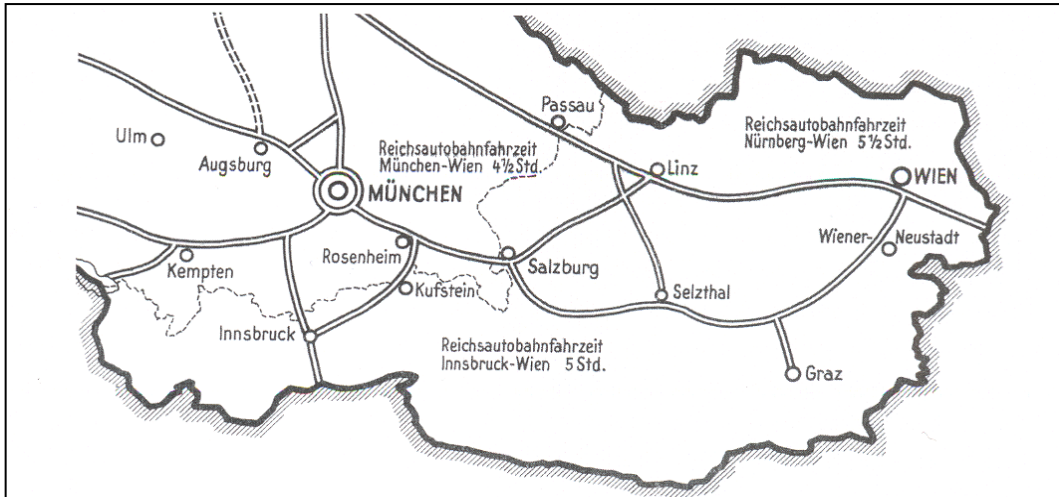 Passau
Reichsautobahnfahrzeit
Nürnberg-Wien 5½ Std.
Ulm
Augsburg
Reichsautobahnfahrzeit
München-Wien 4½ Std.
Linz
WIEN
MÜNCHEN
Wiener-Neustadt
Rosenheim
Salzburg
Kempten
Kufstein
Selzthal
Innsbruck
Reichsautobahnfahrzeit
Innsbruck-Wien 5 Std.
Graz